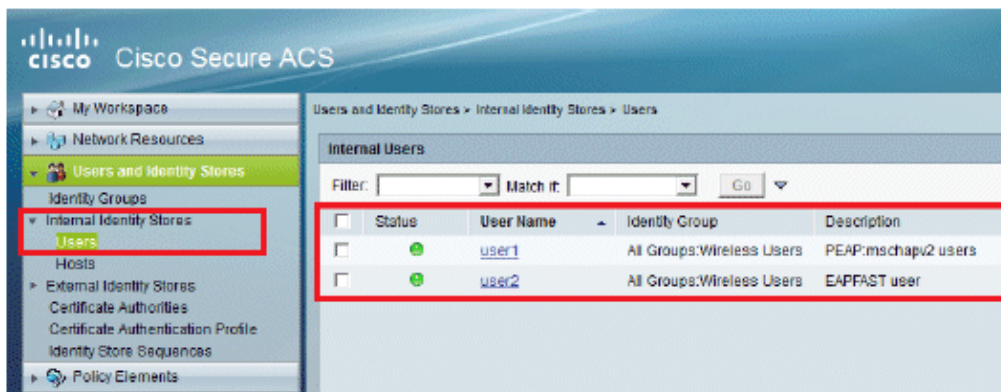 CISCO Cisco Secure ACS
My Workspace
Network Resources
Users and Identity Stores
Identity Groups
Internal Identity Stores
Users
Hosts
External Identity Stores
Certificate Authorities
Certificate Authentication Profile
Identity Store Sequences
Policy Elements
Users and Identity Stores > Internal Identity Stores > Users
Internal Users
Filter: Match if: Go
Status User Name Identity Group Description
user1 All Groups:Wireless Users PEAP:mschapv2 users
user2 All Groups:Wireless Users EAPFAST user